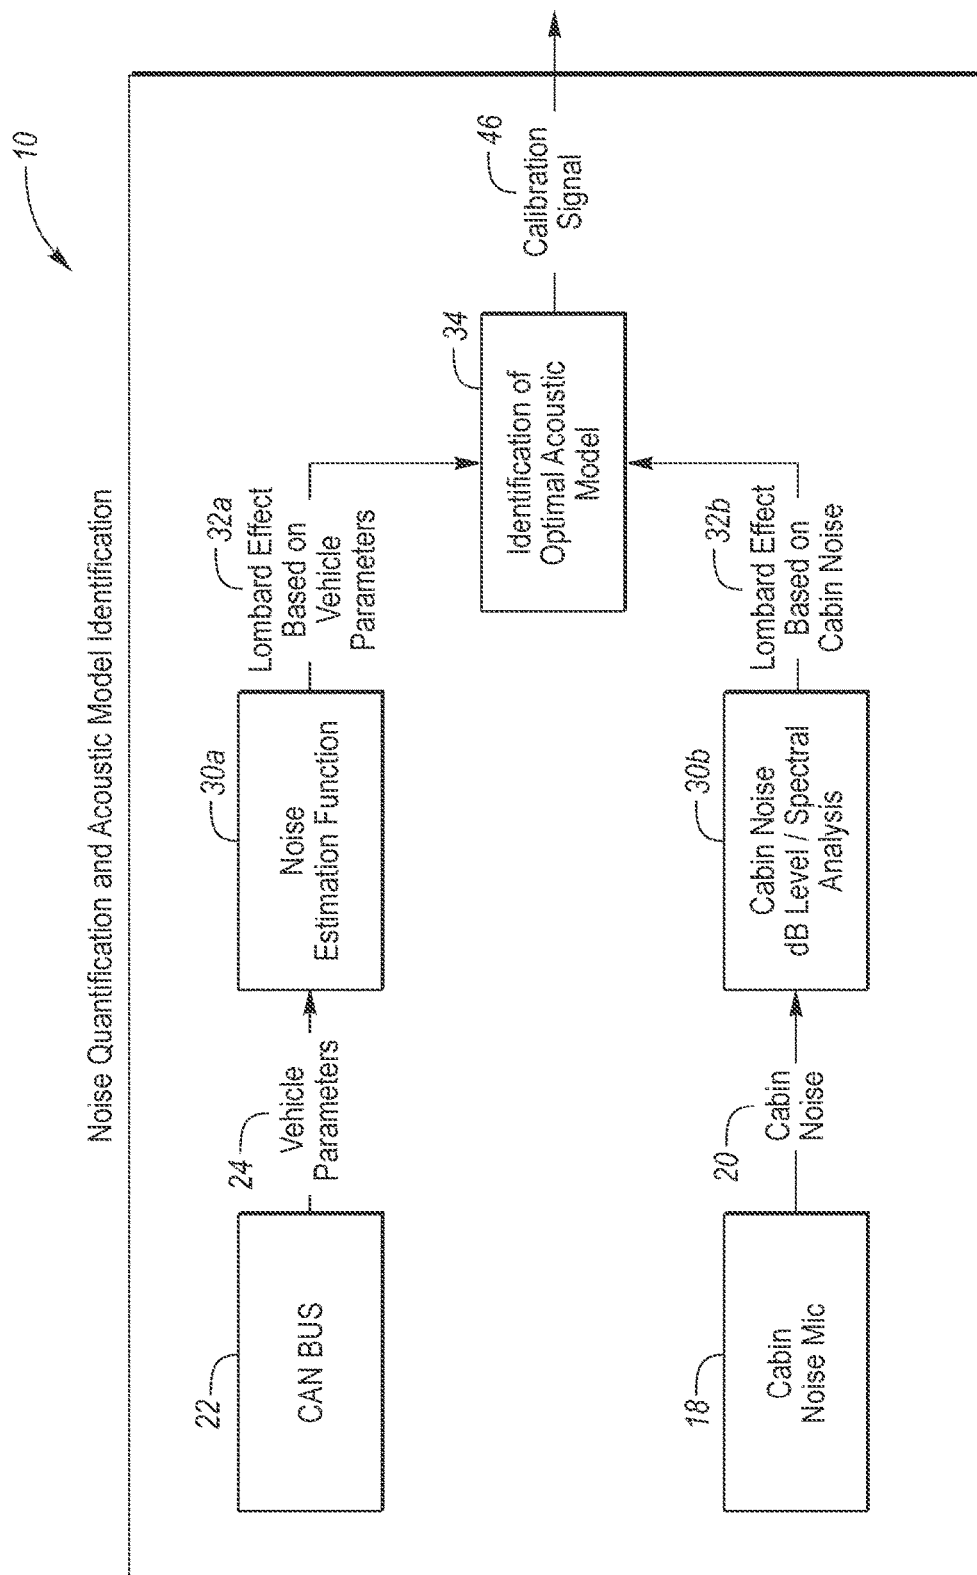 Noise Quantification and Acoustic Model Identification
10
22
CAN BUS
24
Vehicle
Parameters
30a
Noise
Estimation Function
32a
Lombard Effect
Based on
Vehicle
Parameters
34
Identification of
Optimal Acoustic
Model
46
Calibration
Signal
18
Cabin
Noise Mic
20
Cabin
Noise
30b
Cabin Noise
dB Level / Spectral
Analysis
32b
Lombard Effect
Based on
Cabin Noise